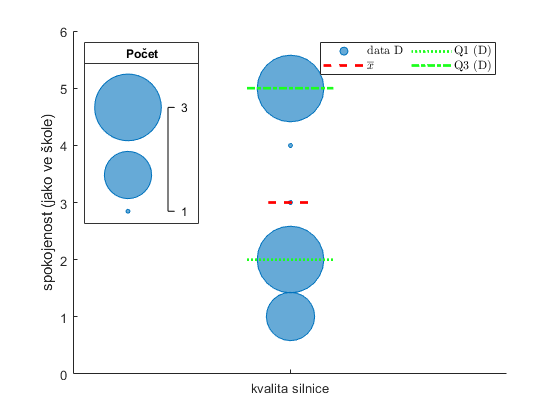 6
5
4
3
2
1
0
spokojenost (jako ve škole)
kvalita silnice
Počet
3
1
data D
x̅
Q1 (D)
Q3 (D)